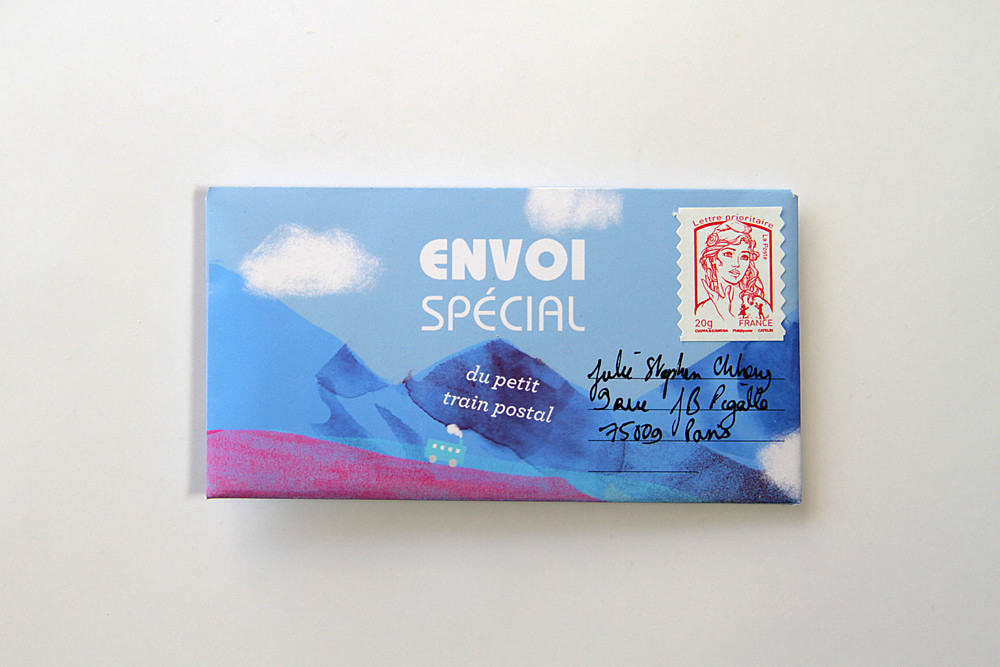 ENVOI
SPÉCIAL
du petit
train postal
Lettre prioritaire
La Poste
20g FRANCE
Julie Stephen Chheng
9 rue JB Pigalle
75009 Paris